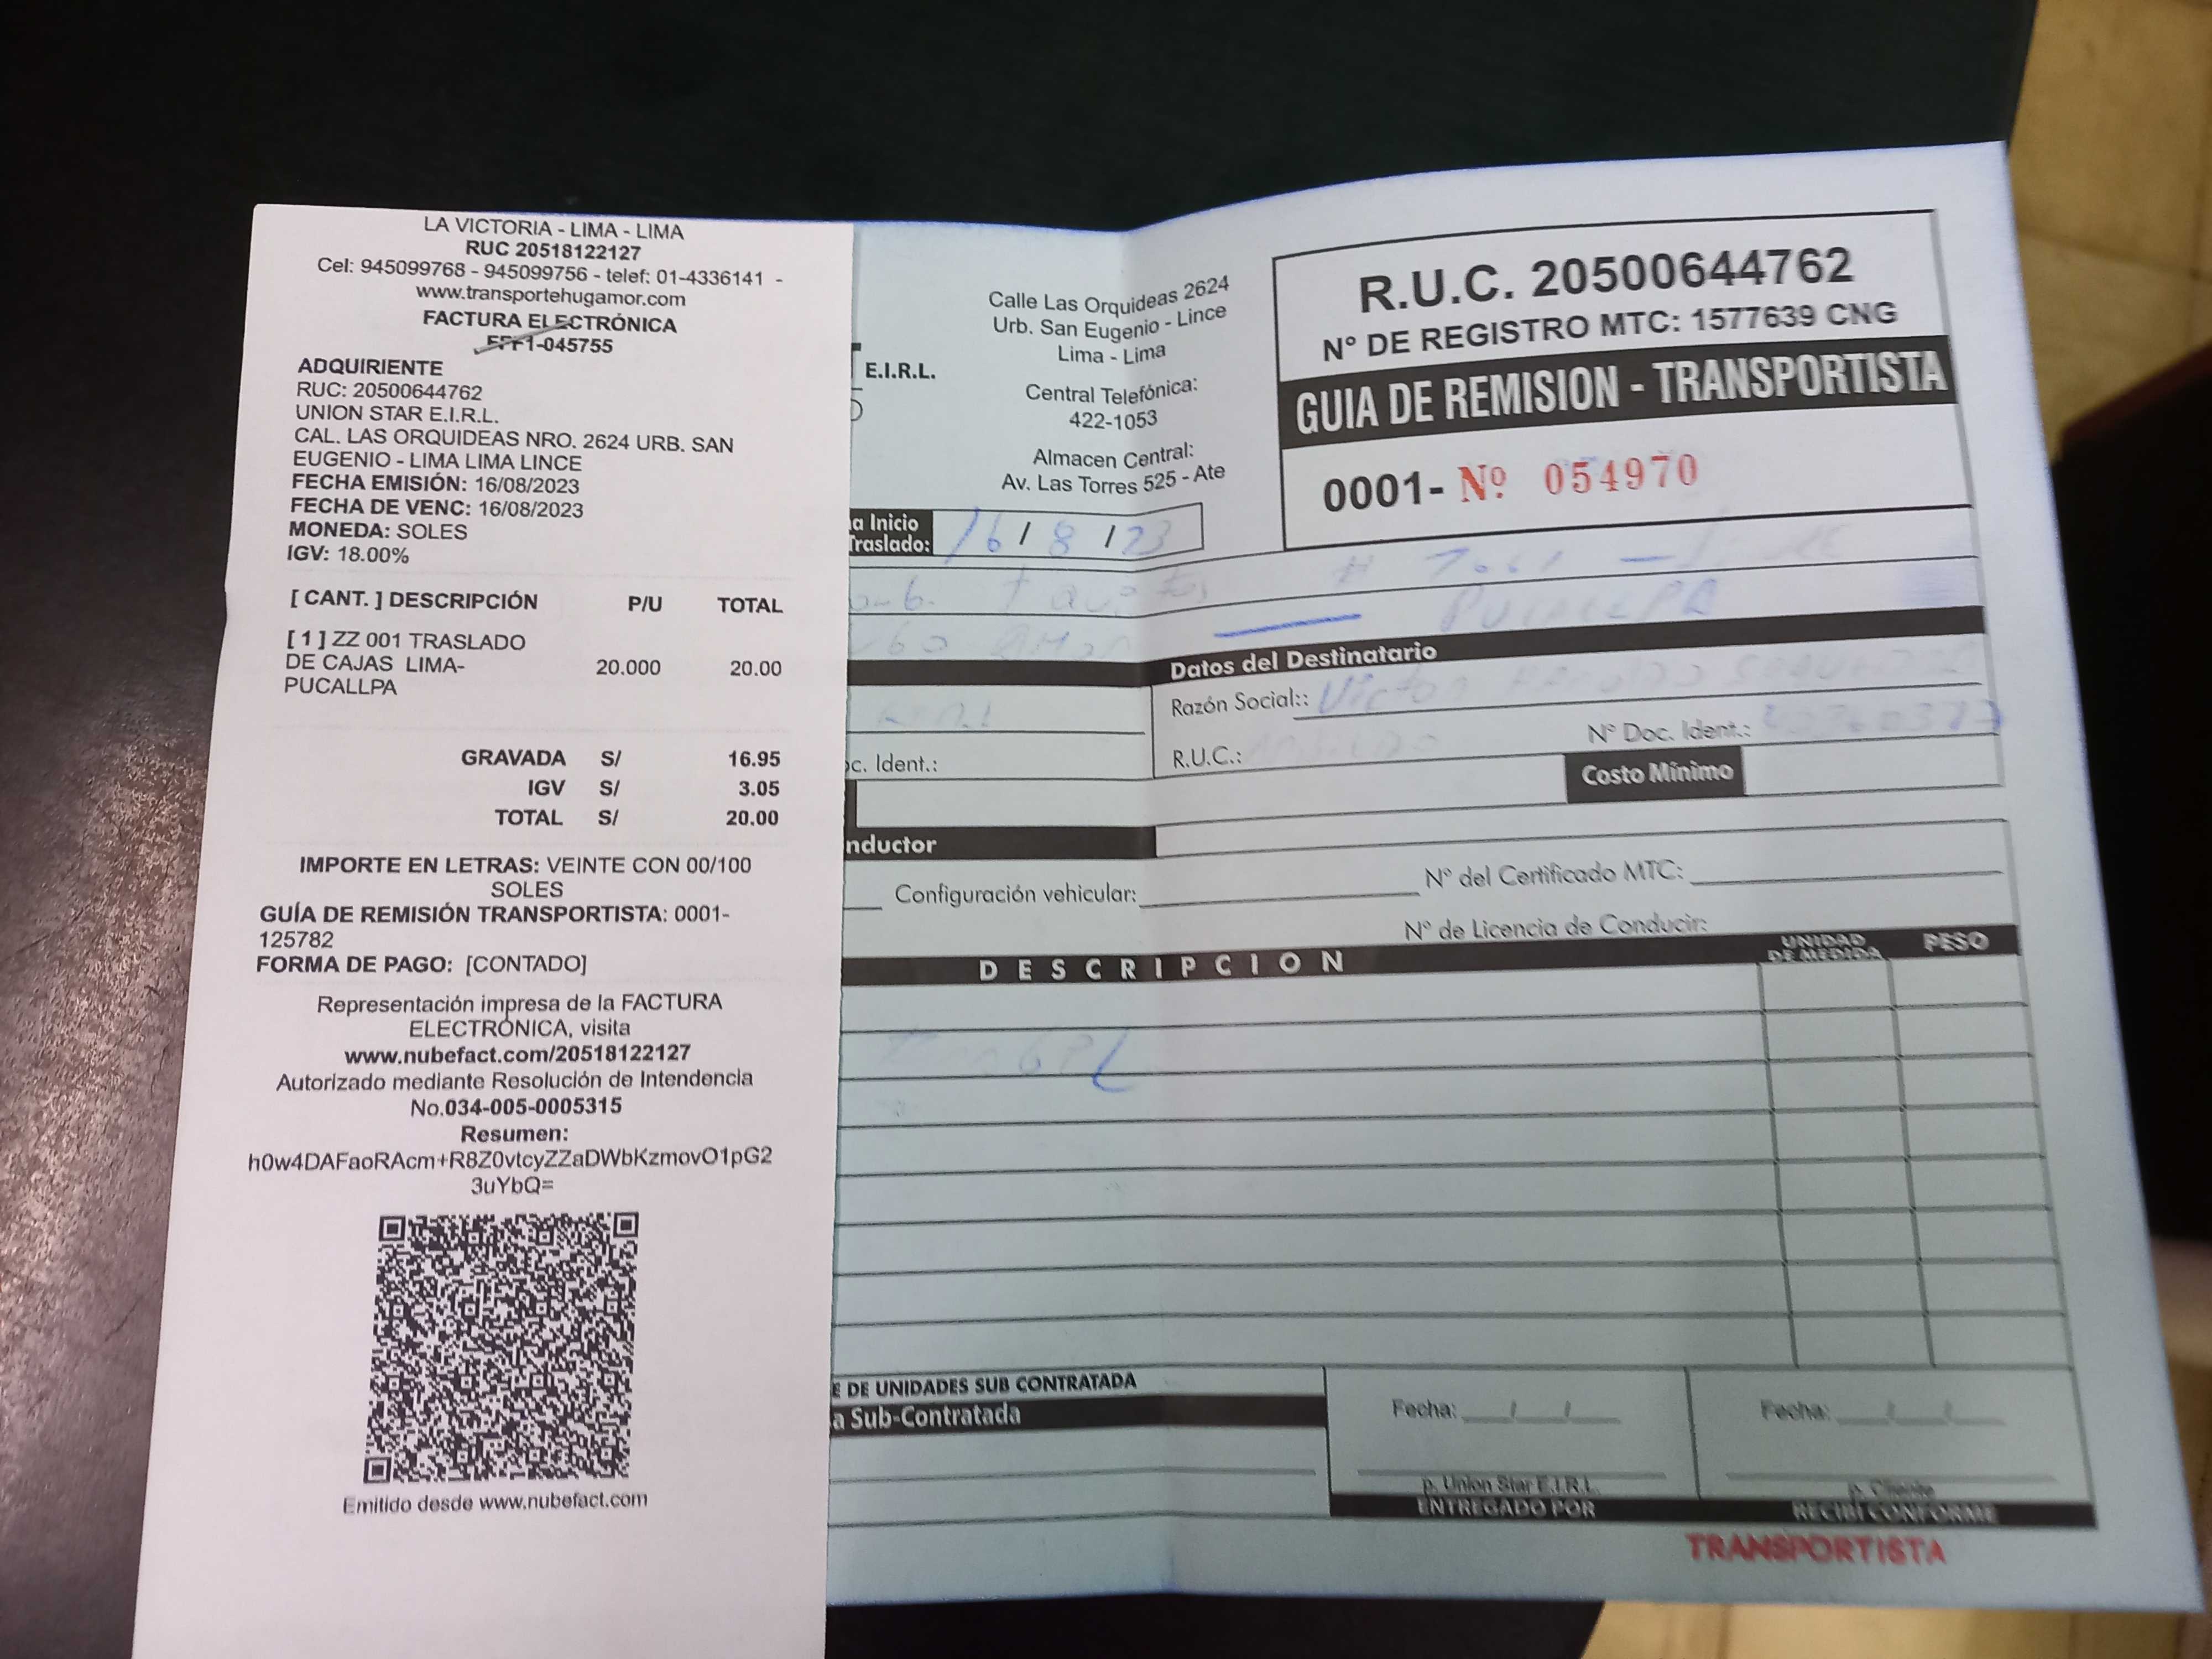 LA VICTORIA - LIMA - LIMA
RUC 20518122127
Cel: 945099768 - 945099756 - telef: 01-4336141 -
www.transportehugamor.com
FACTURA ELECTRÓNICA
FFF1-045755
ADQUIRIENTE
RUC: 20500644762
UNION STAR E.I.R.L.
CAL. LAS ORQUIDEAS NRO. 2624 URB. SAN
EUGENIO - LIMA LIMA LINCE
FECHA EMISIÓN: 16/08/2023
FECHA DE VENC: 16/08/2023
MONEDA: SOLES
IGV: 18.00%
[ CANT. ] DESCRIPCIÓN P/U TOTAL
[ 1 ] ZZ 001 TRASLADO
DE CAJAS LIMA- 20.000 20.00
PUCALLPA
GRAVADA S/ 16.95
IGV S/ 3.05
TOTAL S/ 20.00
IMPORTE EN LETRAS: VEINTE CON 00/100
SOLES
GUÍA DE REMISIÓN TRANSPORTISTA: 0001-
125782
FORMA DE PAGO: [CONTADO]
Representación impresa de la FACTURA
ELECTRÓNICA, visita
www.nubefact.com/20518122127
Autorizado mediante Resolución de Intendencia
No.034-005-0005315
Resumen:
h0w4DAFaoRAcm+R8Z0vtcyZZaDWbKzmovO1pG2
3uYbQ=
Emitido desde www.nubefact.com
E.I.R.L.
Calle Las Orquideas 2624
Urb. San Eugenio - Lince
Lima - Lima
Central Telefónica:
422-1053
Almacen Central:
Av. Las Torres 525 - Ate
R.U.C. 20500644762
N° DE REGISTRO MTC: 1577639 CNG
GUIA DE REMISION - TRANSPORTISTA
0001- Nº 054970
a Inicio
Traslado: 16 / 8 / 23
PUCALLPA
Datos del Destinatario
Razón Social:: Victor
R.U.C.: N° Doc. Ident.:
oc. Ident.:
Costo Mínimo
nductor
Configuración vehicular: N° del Certificado MTC:
N° de Licencia de Conducir:
DESCRIPCION UNIDAD DE MEDIDA PESO
E DE UNIDADES SUB CONTRATADA
a Sub-Contratada
Fecha: / / Fecha: / /
p. Union Star E.I.R.L. p. Cliente
ENTREGADO POR RECIBI CONFORME
TRANSPORTISTA